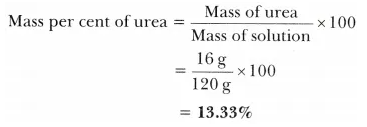 Mass per cent of urea = Mass of urea / Mass of solution × 100
= 16 g / 120 g × 100
= 13.33%